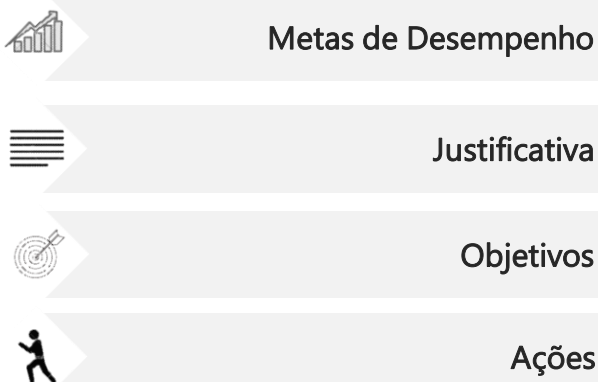 Metas de Desempenho
Justificativa
Objetivos
Ações